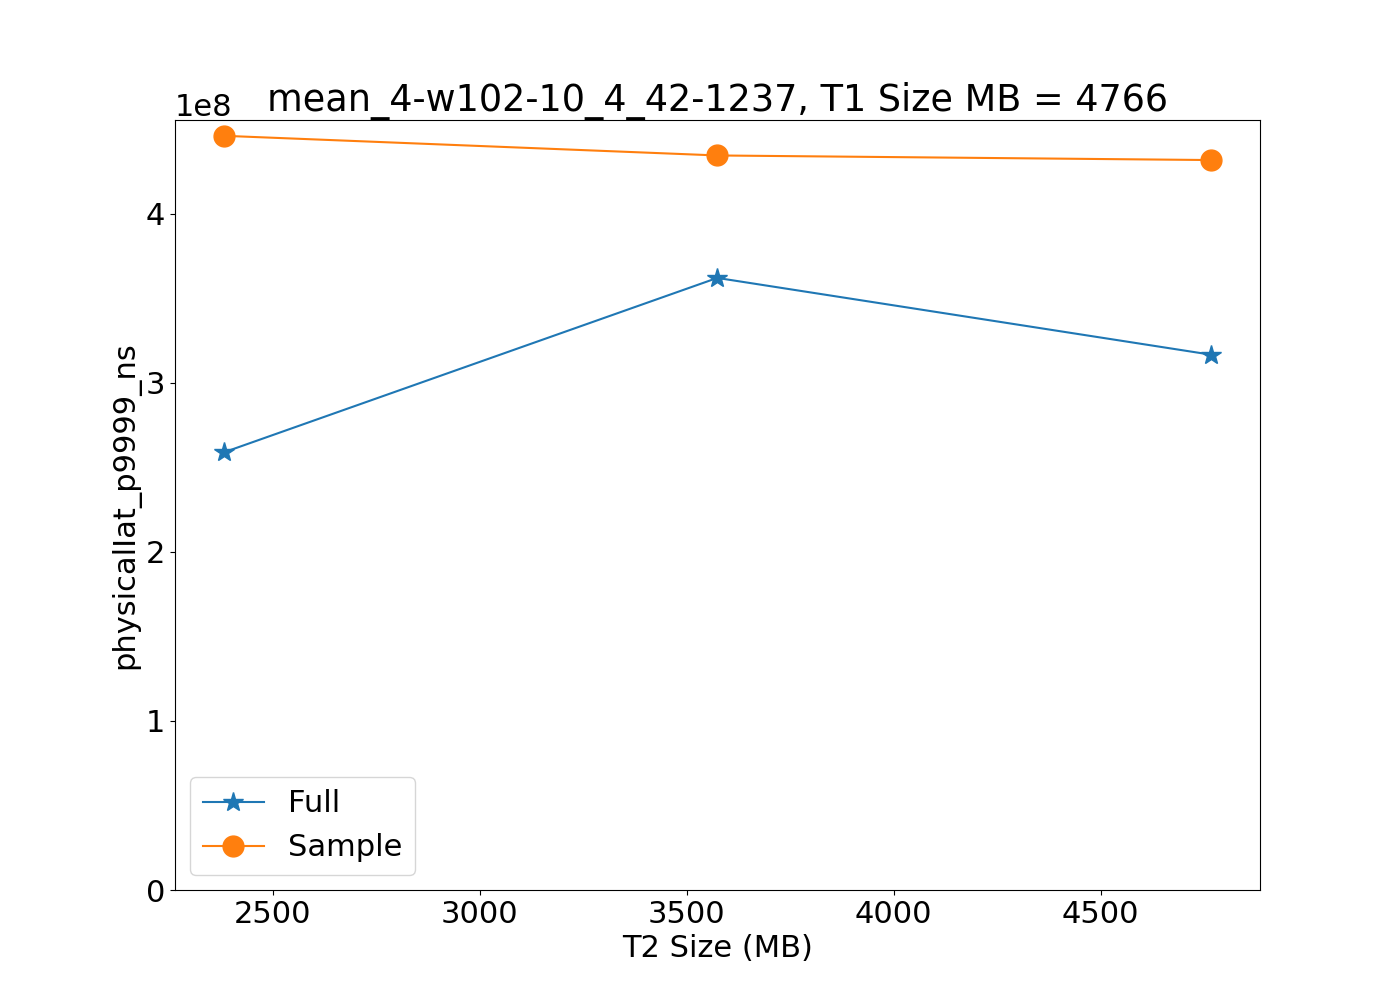 mean_4-w102-10_4_42-1237, T1 Size MB = 4766
1e8
4
3
2
1
0
physicallat_p9999_ns
Full
Sample
2500 3000 3500 4000 4500
T2 Size (MB)